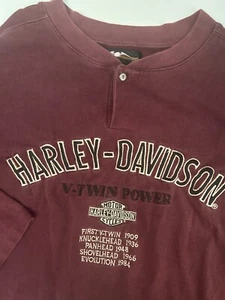 HARLEY-DAVIDSON®
V-TWIN POWER
MOTOR
HARLEY-DAVIDSON
CYCLES
FIRST V-TWIN 1909
KNUCKLEHEAD 1936
PANHEAD 1948
SHOVELHEAD 1966
EVOLUTION 1984